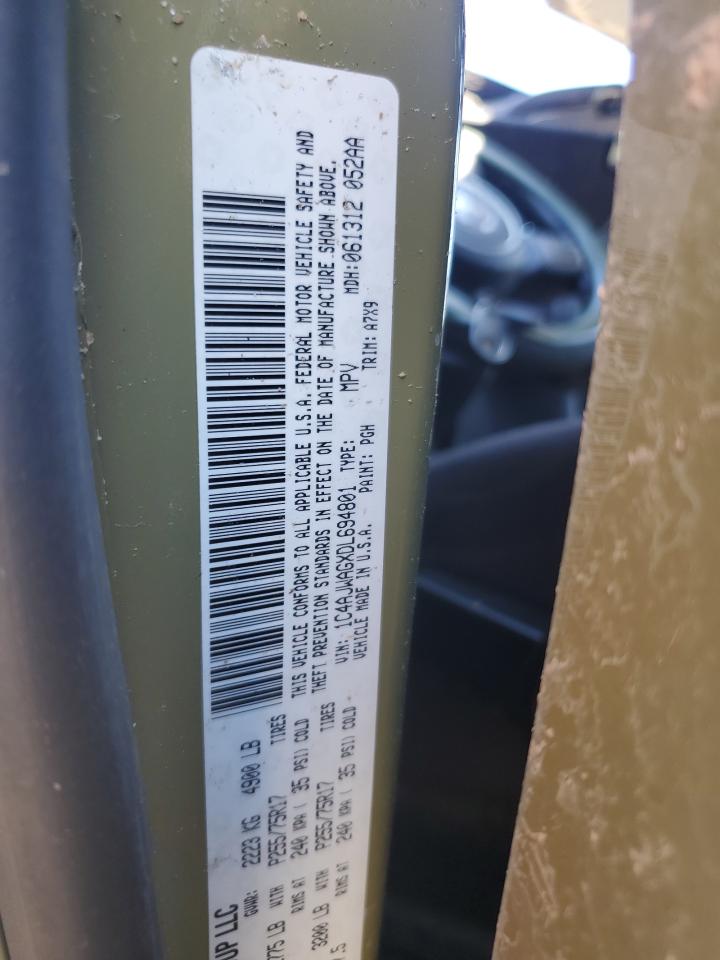 UP LLC
GVWR: 2223 KG 4900 LB
LB WITH P255/75R17 TIRES
RIMS AT 240 KPA ( 35 PSI) COLD
3200 LB WITH P255/75R17 TIRES
.5 RIMS AT 240 KPA ( 35 PSI) COLD
THIS VEHICLE CONFORMS TO ALL APPLICABLE U.S.A. FEDERAL MOTOR VEHICLE SAFETY AND
THEFT PREVENTION STANDARDS IN EFFECT ON THE DATE OF MANUFACTURE SHOWN ABOVE.
VIN: 1C4AJWAGXDL694801 TYPE: MPV MDH:061312 052AA
VEHICLE MADE IN U.S.A. PAINT: PGH TRIM: A7X9